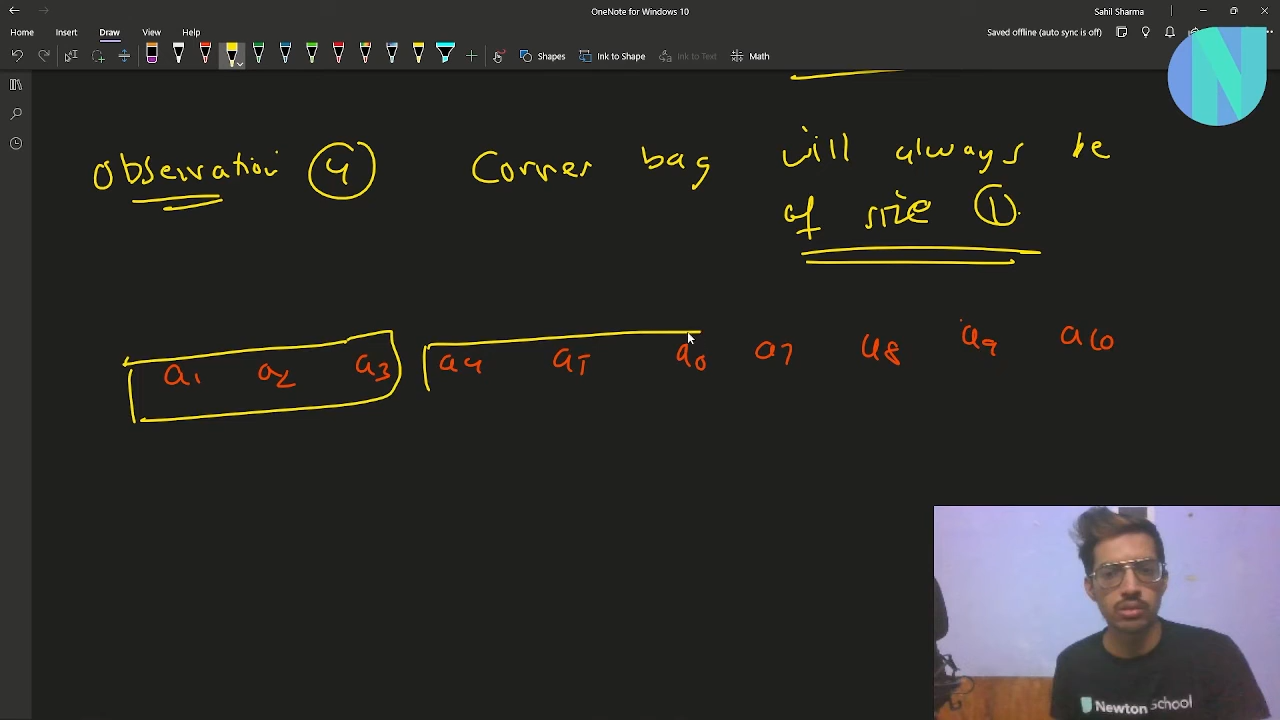 OneNote for Windows 10
Sahil Sharma
Home Insert Draw View Help
Saved offline (auto sync is off)
Shapes Ink to Shape Ink to Text Math
Observation 4 Corner bag will always be
of size 1
a1 a2 a3 a4 a5 a6 a7 a8 a9 a10
Newton School